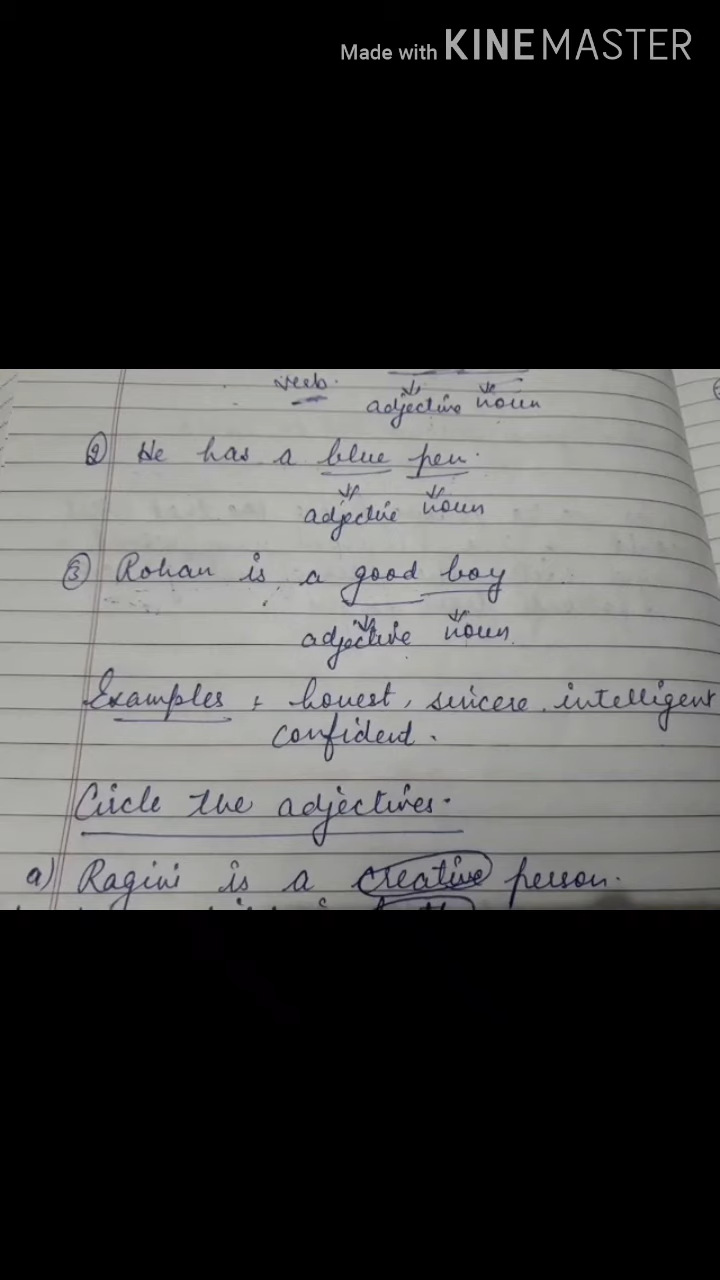 Made with KINEMASTER
verb.
adjective noun
② He has a blue pen.
adjective noun
③ Rohan is a good boy
adjective noun.
Examples : honest, sincere, intelligent
confident.
Circle the adjectives.
a) Ragini is a creative person.